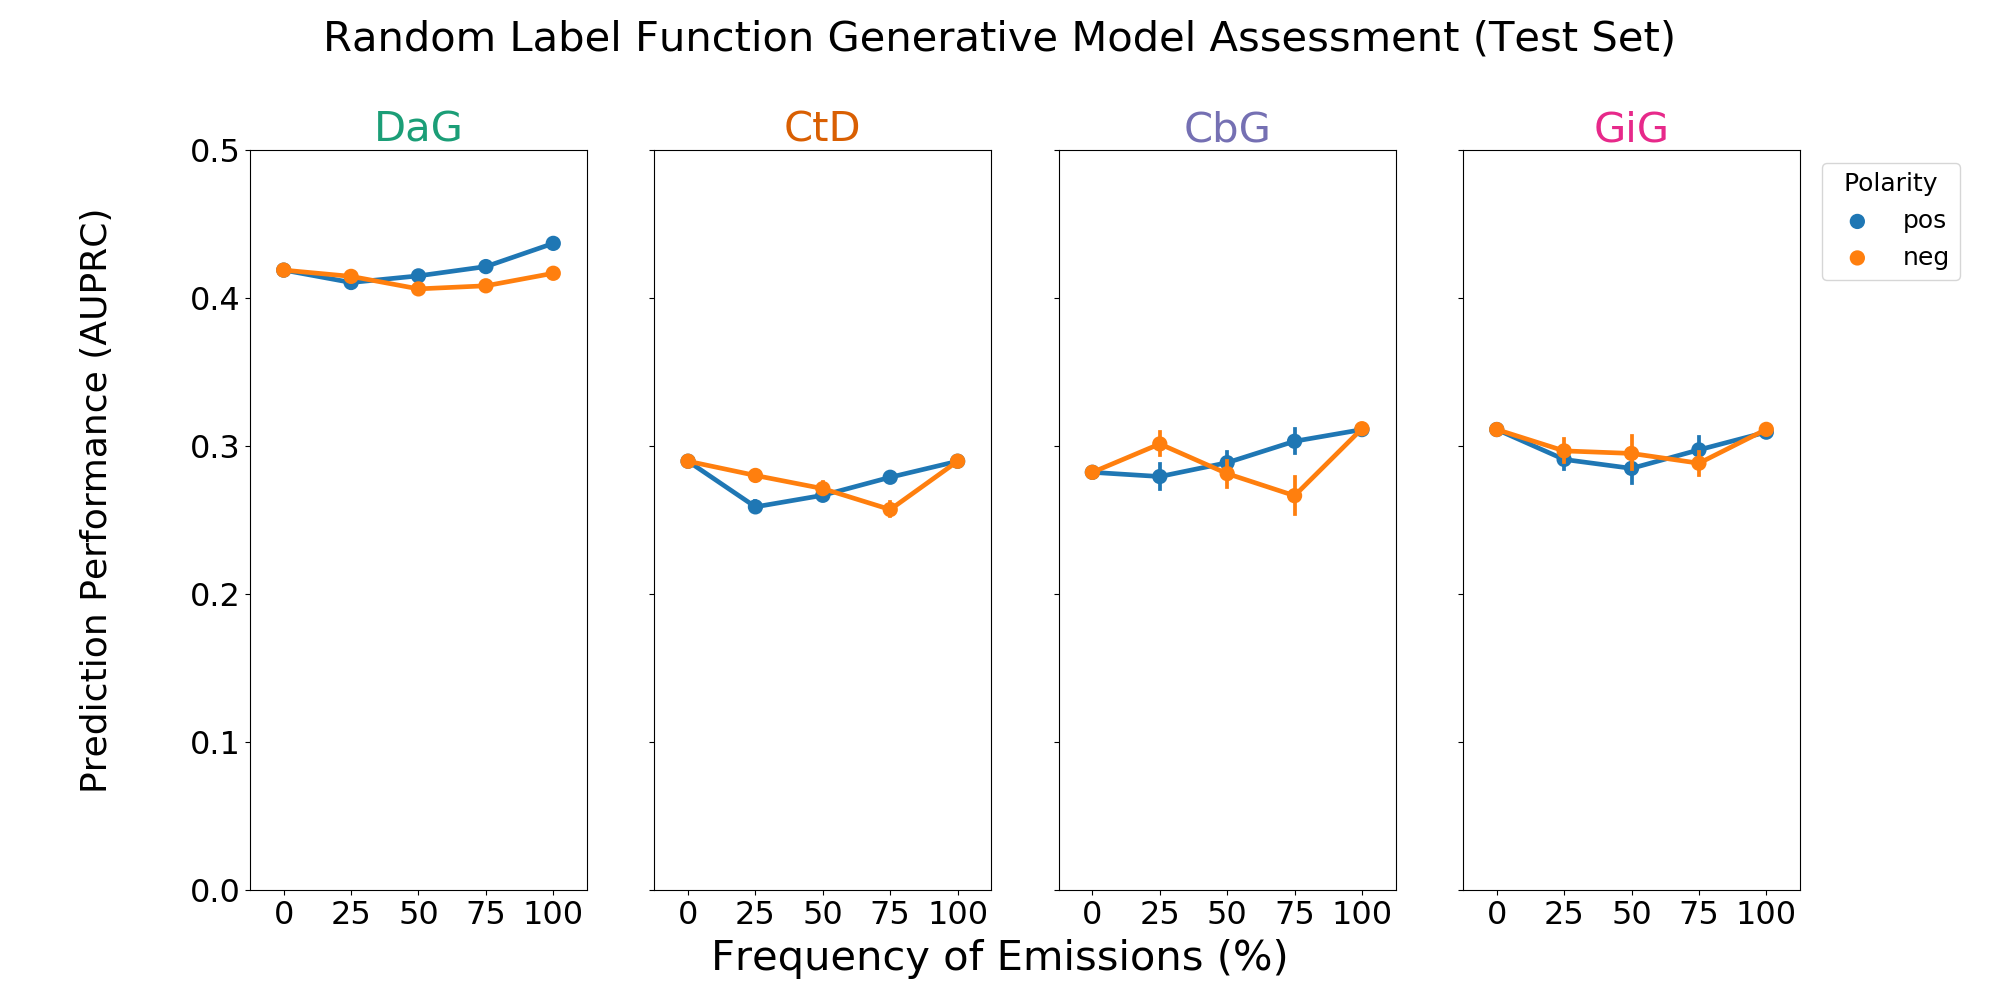 Random Label Function Generative Model Assessment (Test Set)
DaG
CtD
CbG
GiG
Prediction Performance (AUPRC)
0.5
0.4
0.3
0.2
0.1
0.0
0 25 50 75 100
0 25 50 75 100
0 25 50 75 100
0 25 50 75 100
Frequency of Emissions (%)
Polarity
pos
neg